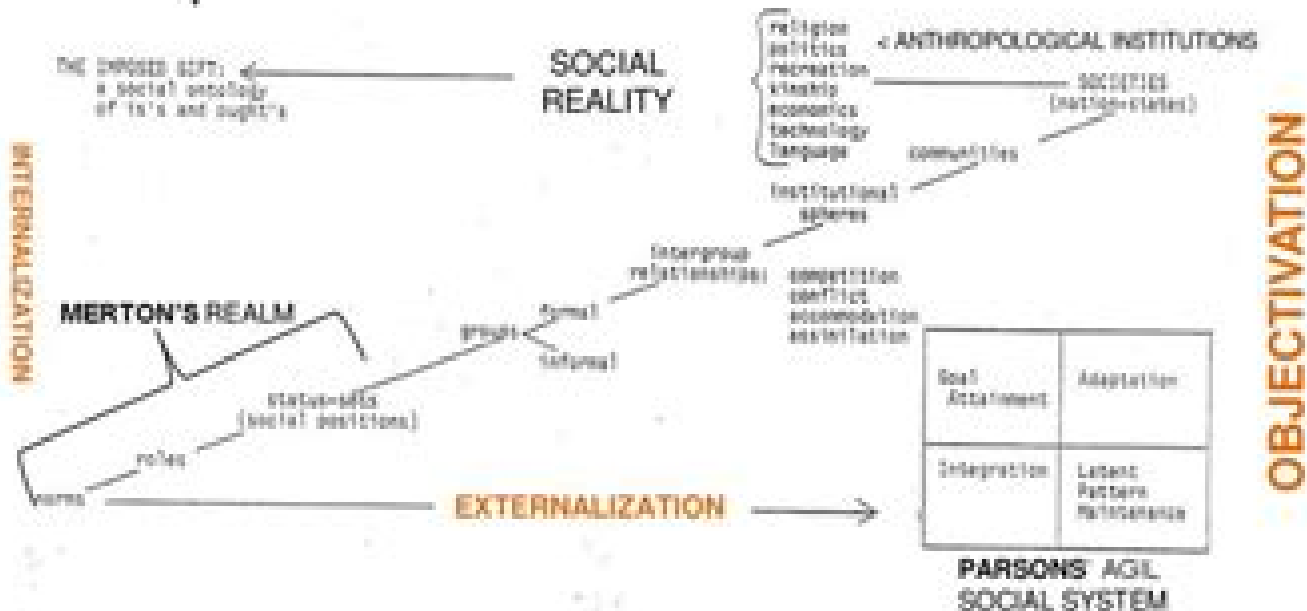 THE IMPOSED GIFT:
a social ontology
of is's and ought's
SOCIAL
REALITY
religion
politics
recreation
kinship
economics
technology
language
< ANTHROPOLOGICAL INSTITUTIONS
SOCIETIES
(nation-states)
communities
institutional
spheres
intergroup
relationships:
competition
conflict
accommodation
assimilation
INTERNALIZATION
OBJECTIVATION
MERTON'S REALM
groups
formal
informal
status-sets
(social positions)
roles
norms
EXTERNALIZATION
Goal
Attainment
Adaptation
Integration
Latent
Pattern
Maintenance
PARSONS' AGIL
SOCIAL SYSTEM